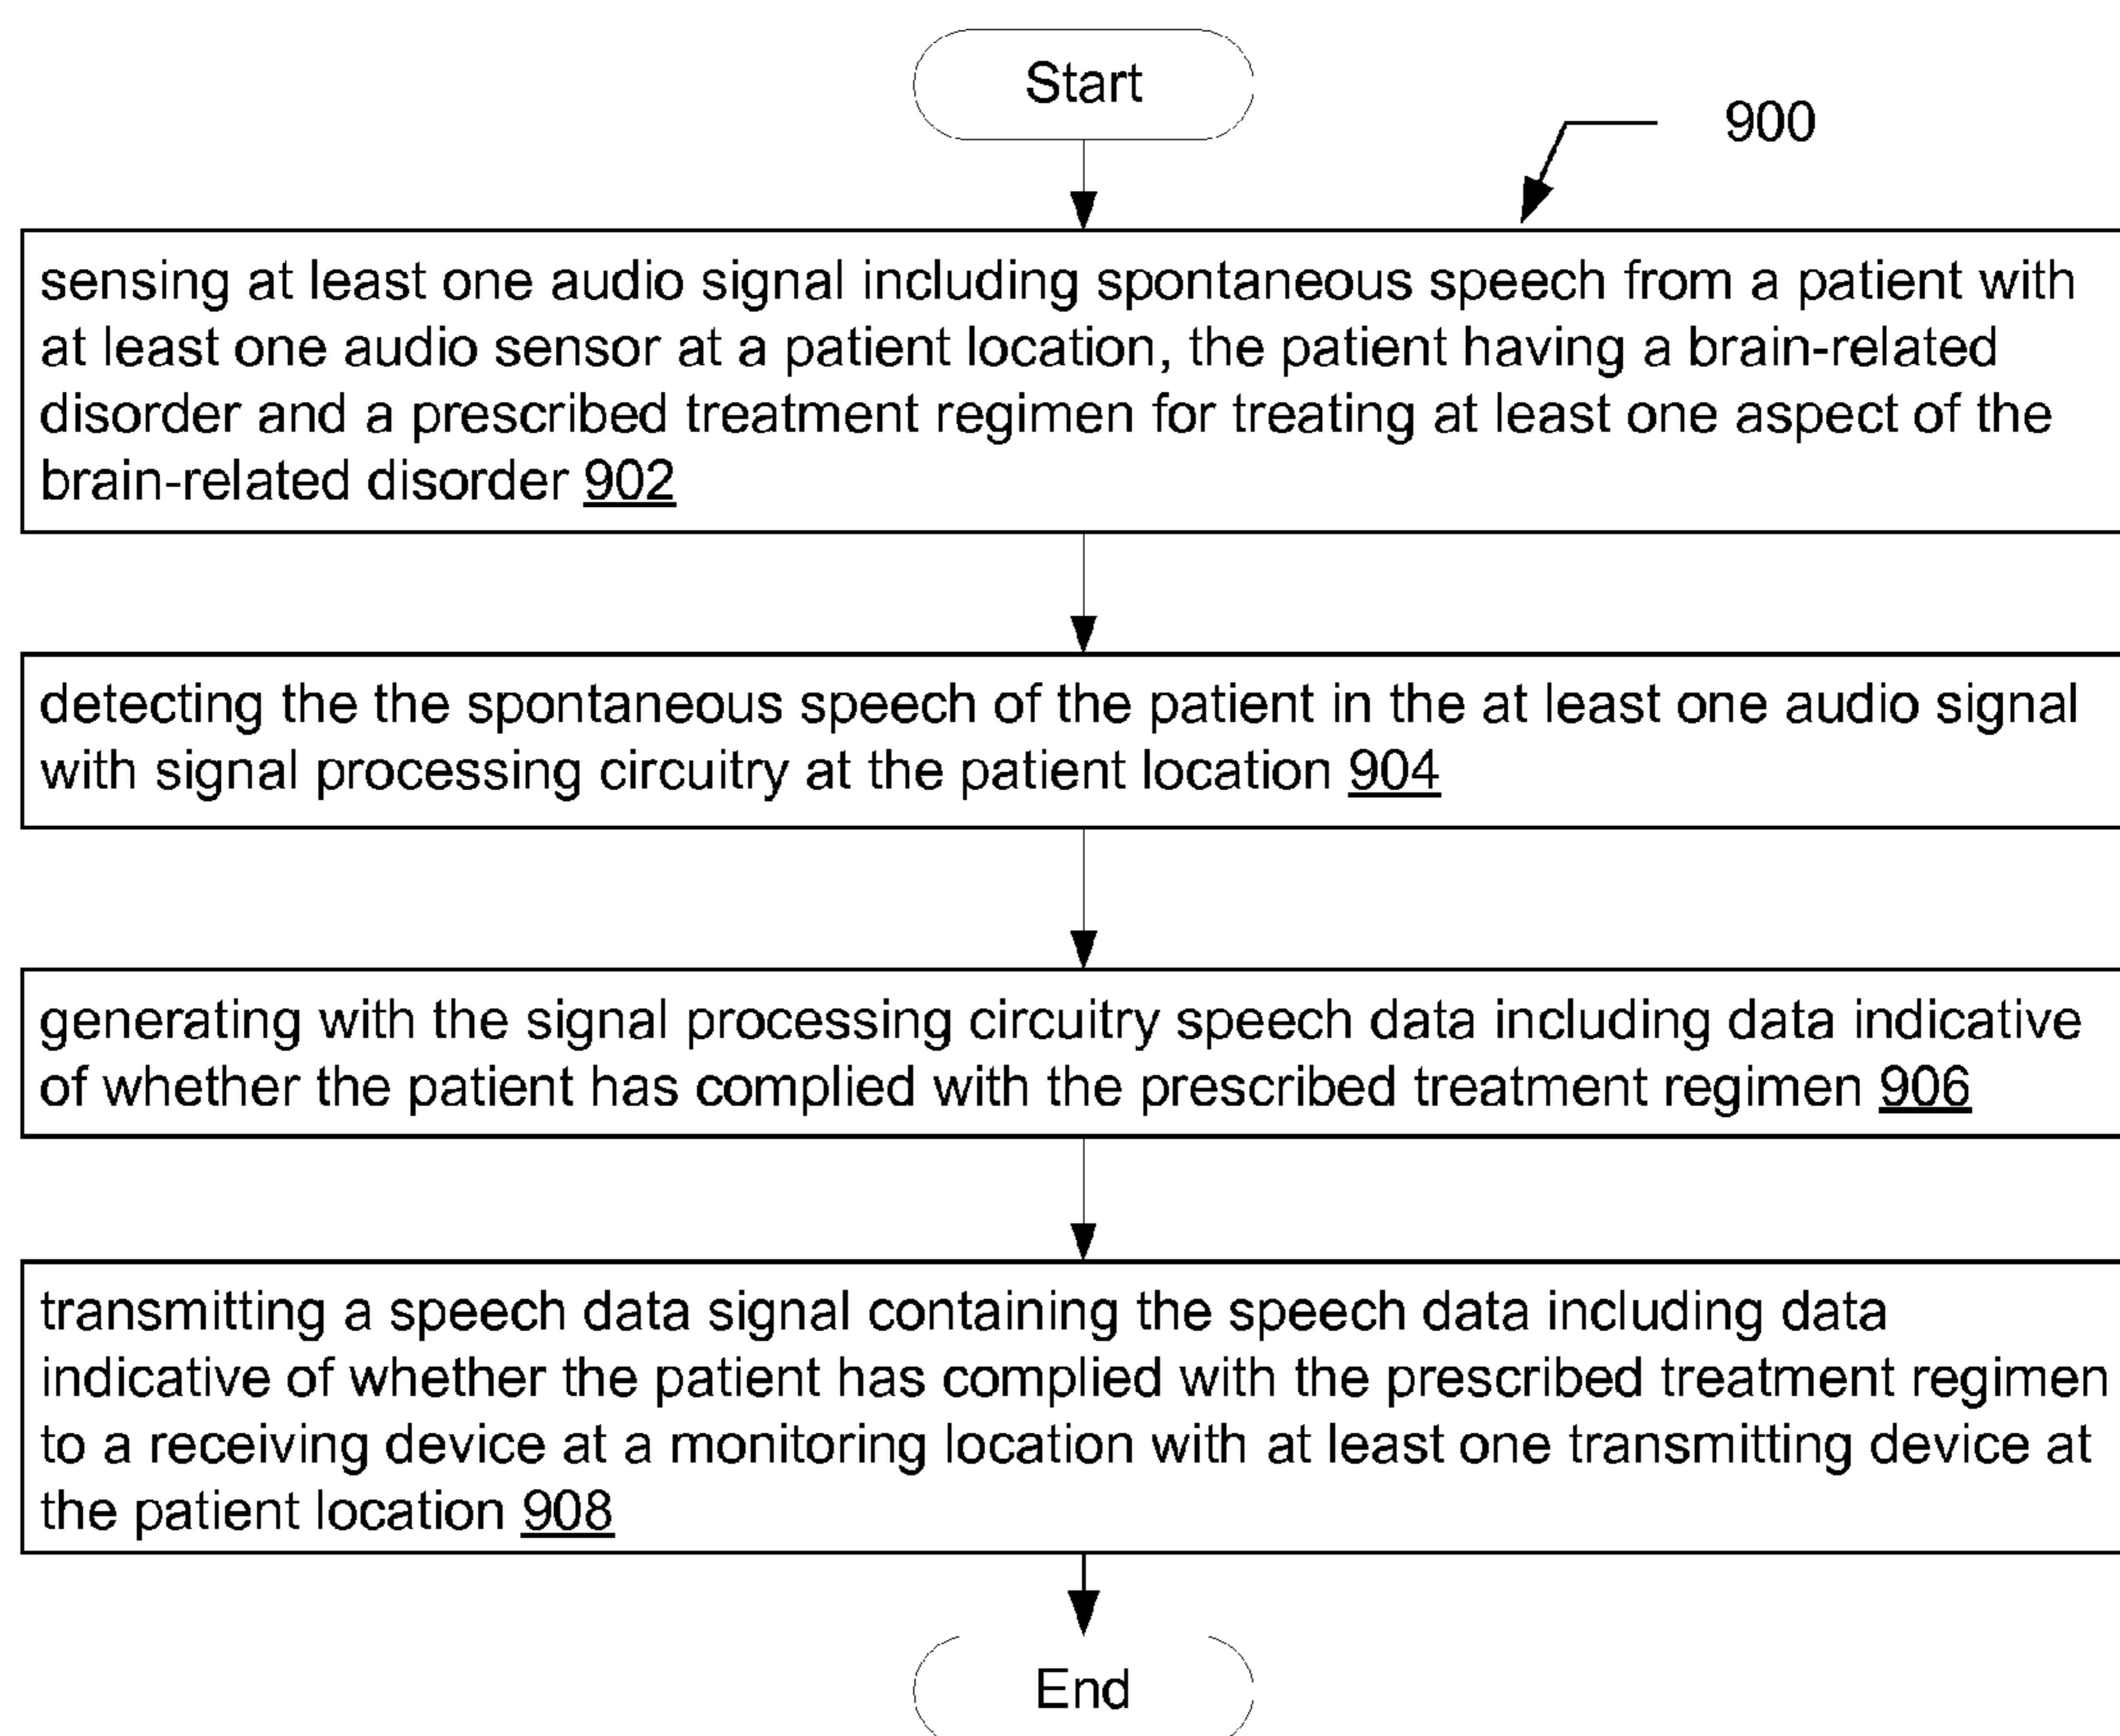 Start
900
sensing at least one audio signal including spontaneous speech from a patient with
at least one audio sensor at a patient location, the patient having a brain-related
disorder and a prescribed treatment regimen for treating at least one aspect of the
brain-related disorder 902
detecting the the spontaneous speech of the patient in the at least one audio signal
with signal processing circuitry at the patient location 904
generating with the signal processing circuitry speech data including data indicative
of whether the patient has complied with the prescribed treatment regimen 906
transmitting a speech data signal containing the speech data including data
indicative of whether the patient has complied with the prescribed treatment regimen
to a receiving device at a monitoring location with at least one transmitting device at
the patient location 908
End